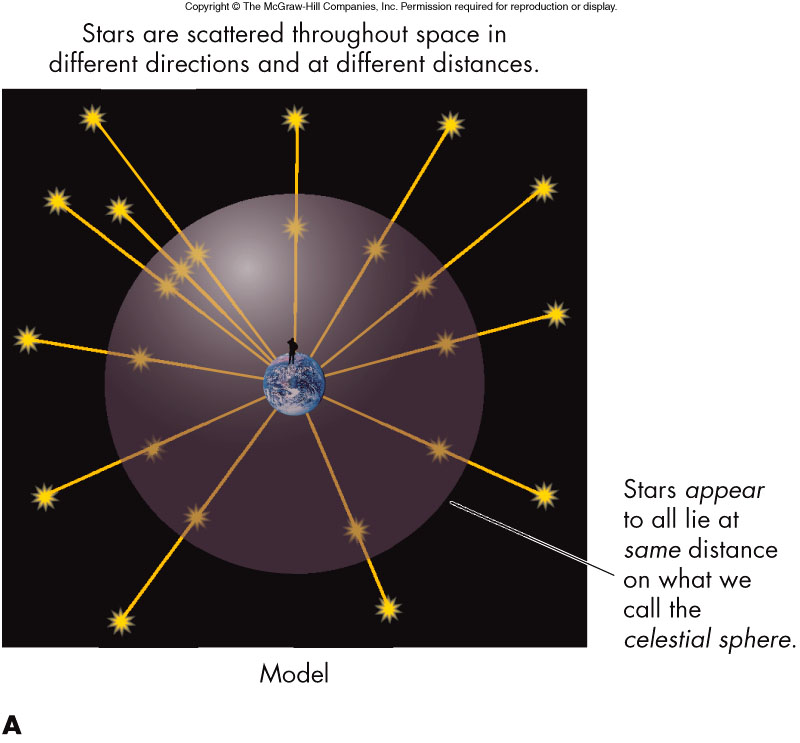 Copyright © The McGraw-Hill Companies, Inc. Permission required for reproduction or display.
Stars are scattered throughout space in
different directions and at different distances.
Stars appear
to all lie at
same distance
on what we
call the
celestial sphere.
Model
A